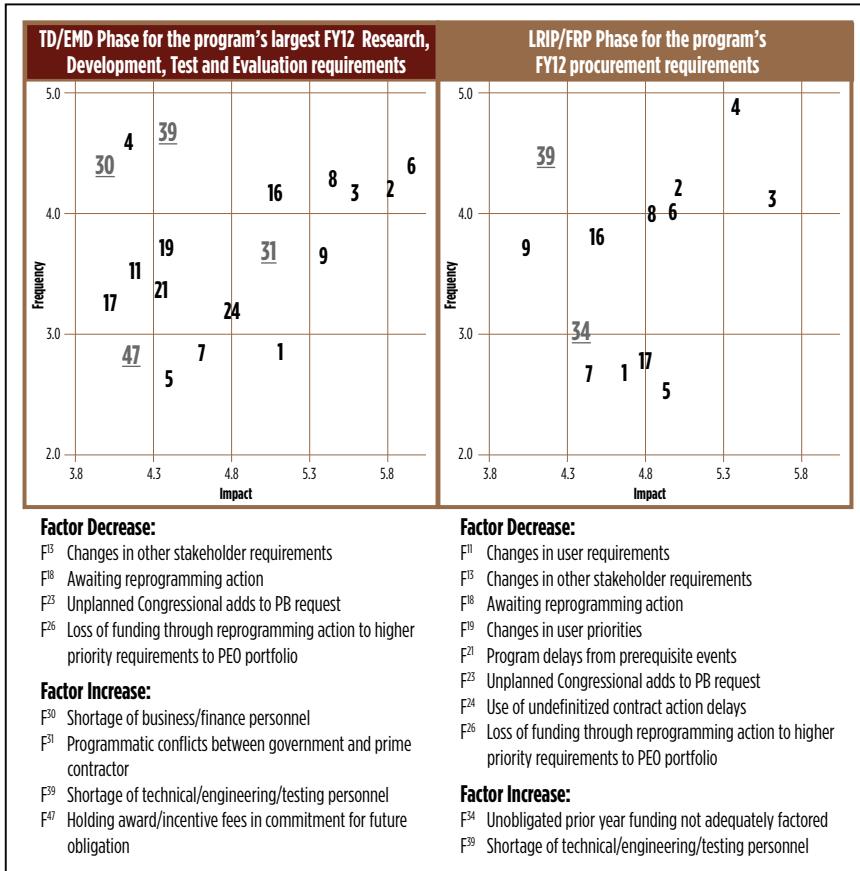 TD/EMD Phase for the program's largest FY12 Research,
Development, Test and Evaluation requirements
5.0
4.0
3.0
2.0
Frequency
39
4
30
6
8
2
16
3
19
31
9
11
21
17
24
47
7
1
5
3.8
4.3
4.8
5.3
5.8
Impact
LRIP/FRP Phase for the program's
FY12 procurement requirements
5.0
4.0
3.0
2.0
Frequency
4
39
2
3
8
6
16
9
34
17
7
1
5
3.8
4.3
4.8
5.3
5.8
Impact
Factor Decrease:
F13 Changes in other stakeholder requirements
F18 Awaiting reprogramming action
F23 Unplanned Congressional adds to PB request
F26 Loss of funding through reprogramming action to higher
priority requirements to PEO portfolio
Factor Increase:
F30 Shortage of business/finance personnel
F31 Programmatic conflicts between government and prime
contractor
F39 Shortage of technical/engineering/testing personnel
F47 Holding award/incentive fees in commitment for future
obligation
Factor Decrease:
F11 Changes in user requirements
F13 Changes in other stakeholder requirements
F18 Awaiting reprogramming action
F19 Changes in user priorities
F21 Program delays from prerequisite events
F23 Unplanned Congressional adds to PB request
F24 Use of undefinitized contract action delays
F26 Loss of funding through reprogramming action to higher
priority requirements to PEO portfolio
Factor Increase:
F34 Unobligated prior year funding not adequately factored
F39 Shortage of technical/engineering/testing personnel